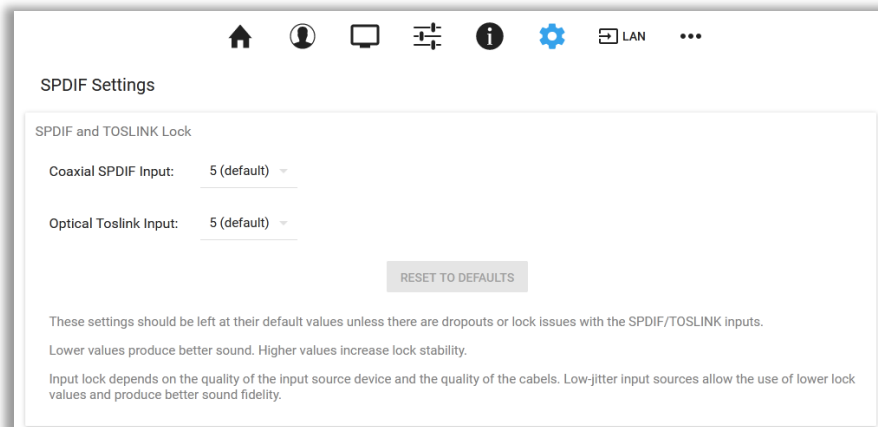 LAN
SPDIF Settings
SPDIF and TOSLINK Lock
Coaxial SPDIF Input: 5 (default)
Optical Toslink Input: 5 (default)
RESET TO DEFAULTS
These settings should be left at their default values unless there are dropouts or lock issues with the SPDIF/TOSLINK inputs.
Lower values produce better sound. Higher values increase lock stability.
Input lock depends on the quality of the input source device and the quality of the cabels. Low-jitter input sources allow the use of lower lock
values and produce better sound fidelity.